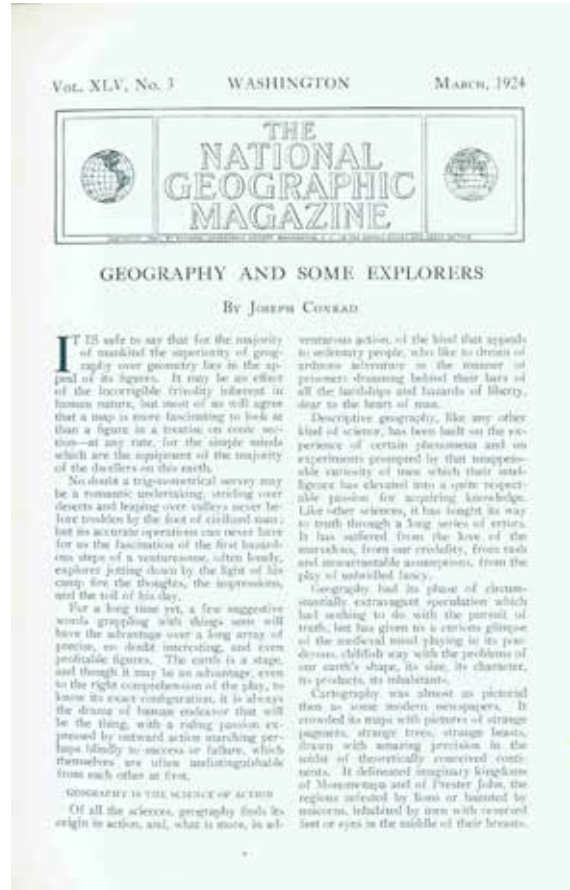 VOL. XLV, No. 3 WASHINGTON MARCH, 1924
THE
NATIONAL
GEOGRAPHIC
MAGAZINE
GEOGRAPHY AND SOME EXPLORERS
BY JOSEPH CONRAD
IT IS safe to say that for the majority
of mankind the superiority of geog-
raphy over geometry lies in the ap-
peal of its figures. It may be an effect
of the incorrigible frivolity inherent in
human nature, but most of us will agree
that a map is more fascinating to look at
than a figure in a treatise on conic sec-
tions—at any rate, for the simple minds
which are the equipment of the majority
of the dwellers on this earth.
No doubt a trigonometrical survey may
be a romantic undertaking, striding over
deserts and leaping over valleys never be-
fore trodden by the foot of civilized man;
but its accurate operations can never have
for us the fascination of the first hazard-
ous steps of a venturesome, often lonely,
explorer jotting down by the light of his
camp fire the thoughts, the impressions,
and the toil of his day.
For a long time yet, a few suggestive
words grappling with things seen will
have the advantage over a long array of
precise, no doubt interesting, and even
profitable figures. The earth is a stage,
and though it may be an advantage, even
to the right comprehension of the play, to
know its exact configuration, it is always
the drama of human endeavor that will
be the thing, with a ruling passion ex-
pressed by outward action marching per-
haps blindly to success or failure, which
themselves are often undistinguishable
from each other at first.
GEOGRAPHY IS THE SCIENCE OF ACTION
Of all the sciences, geography finds its
origin in action, and, what is more, in ad-
venturous action, of the kind that appeals
to sedentary people, who like to dream of
arduous adventure in the manner of
prisoners dreaming behind their bars of
all the hardships and hazards of liberty,
dear to the heart of man.
Descriptive geography, like any other
kind of science, has been built on the ex-
perience of certain phenomena and on
experiments prompted by that unappeas-
able curiosity of men which their intel-
ligence has elevated into a quite respect-
able passion for acquiring knowledge.
Like other sciences, it has fought its way
to truth through a long series of errors.
It has suffered from the love of the
marvelous, from our credulity, from rash
and unwarrantable assumptions, from the
play of unbridled fancy.
Geography had its phase of circum-
stantially extravagant speculation which
had nothing to do with the pursuit of
truth, but has given us a curious glimpse
of the medieval mind playing in its pon-
derous, childish way with the problems of
our earth's shape, its size, its character,
its products, its inhabitants.
Cartography was almost as pictorial
then as some modern newspapers. It
crowded its maps with pictures of strange
pageants, strange trees, strange beasts,
drawn with amazing precision in the
midst of theoretically conceived conti-
nents. It delineated imaginary kingdoms
of Monomotapa and of Prester John, the
regions infested by lions or haunted by
unicorns, inhabited by men with reversed
feet or eyes in the middle of their breasts.